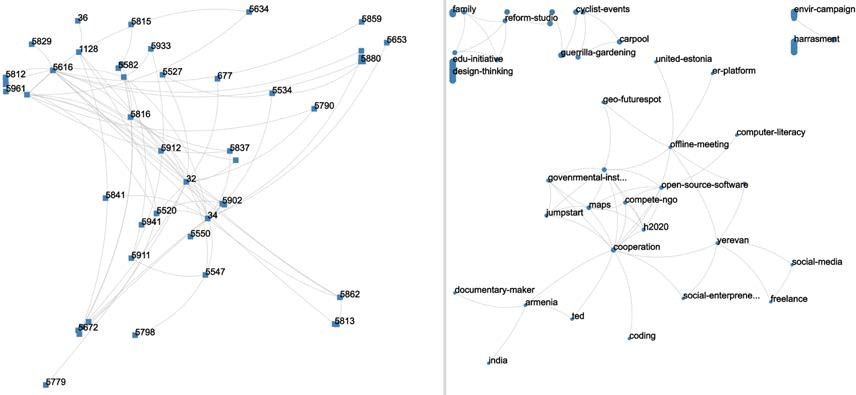 5634
36
5815
5859
5829
5653
1128
5933
5880
5616
5582
5527
677
5812
5534
5961
5790
5816
5912
5837
32
5841
5902
5520
34
5941
5550
5911
5547
5862
5813
5672
5798
5779
family
reform-studio
cyclist-events
envir-campaign
carpool
harrasment
guerrilla-gardening
edu-initiative
united-estonia
design-thinking
er-platform
geo-futurespot
computer-literacy
offline-meeting
govenrmental-inst...
open-source-software
compete-ngo
maps
jumpstart
h2020
cooperation
yerevan
social-media
documentary-maker
social-enterprene...
freelance
armenia
ted
coding
india